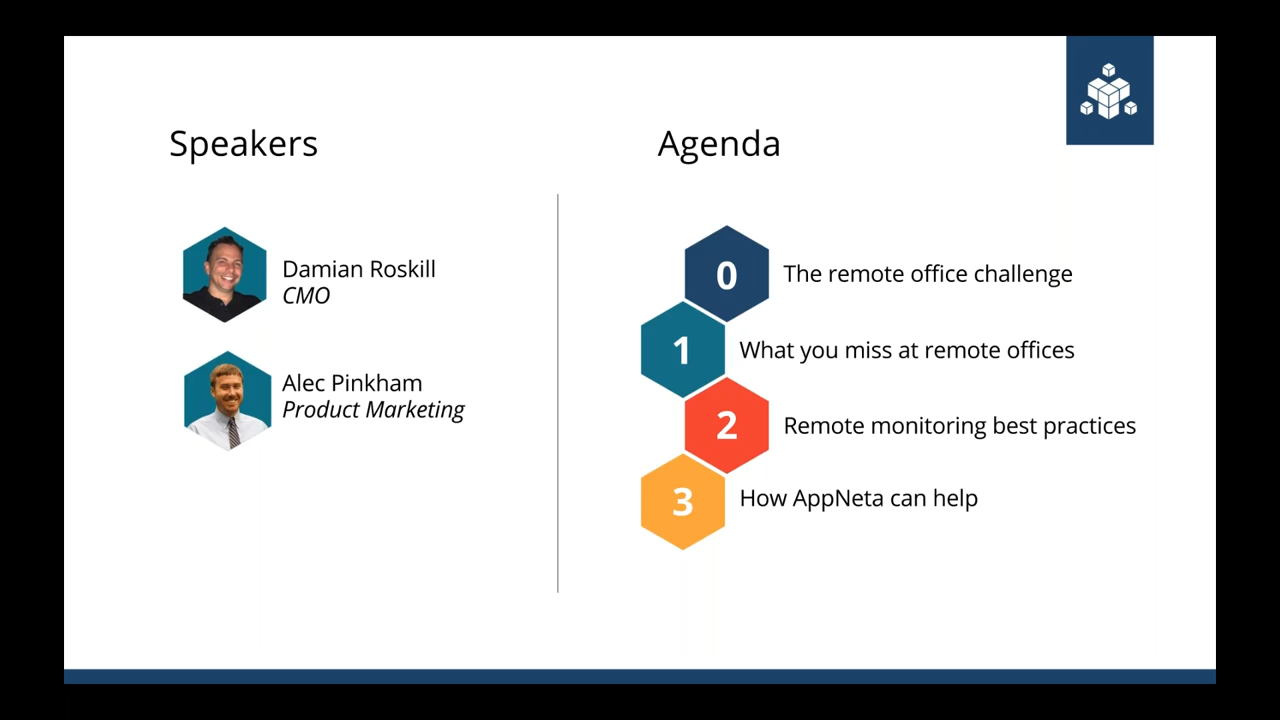 Speakers
Damian Roskill
CMO
Alec Pinkham
Product Marketing
Agenda
0 The remote office challenge
1 What you miss at remote offices
2 Remote monitoring best practices
3 How AppNeta can help